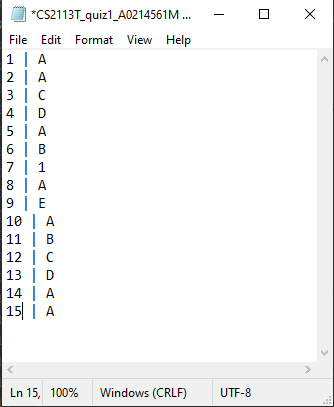 *CS2113T_quiz1_A0214561M ...
File Edit Format View Help
1 | A
2 | A
3 | C
4 | D
5 | A
6 | B
7 | 1
8 | A
9 | E
10 | A
11 | B
12 | C
13 | D
14 | A
15 | A
Ln 15, 100% Windows (CRLF) UTF-8